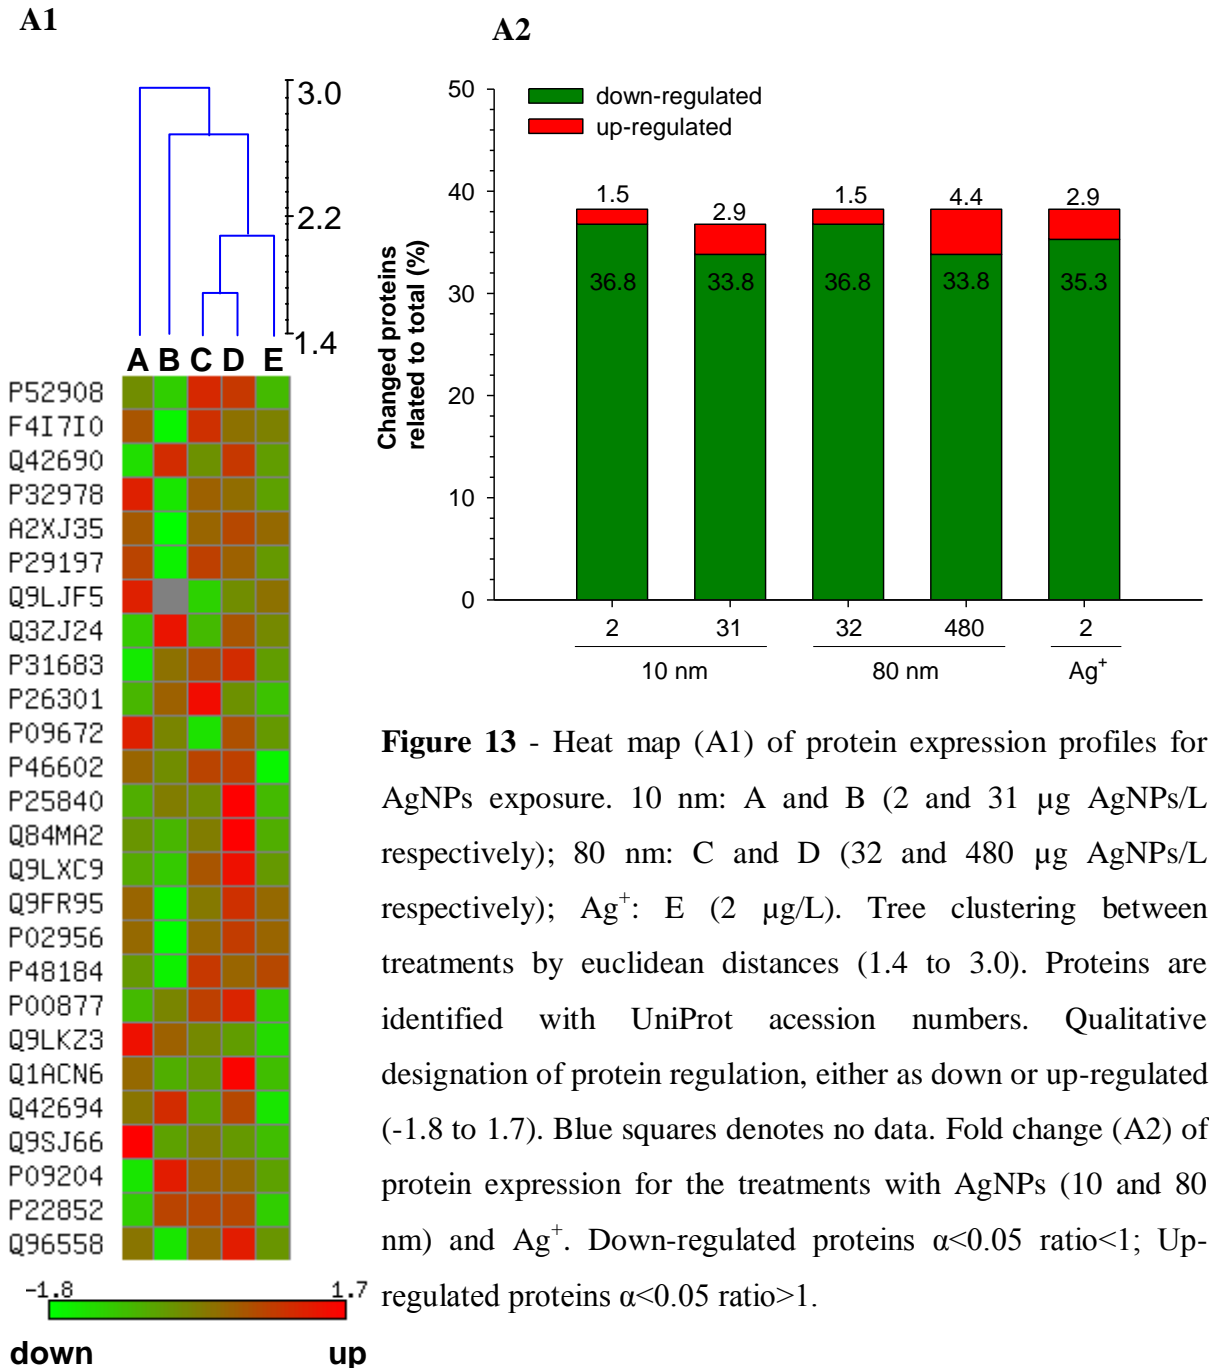 A1
A2
3.0
2.2
1.4
A B C D E
P52908
F4I7I0
Q42690
P32978
A2XJ35
P29197
Q9LJF5
Q3ZJ24
P31683
P26301
P09672
P46602
P25840
Q84MA2
Q9LXC9
Q9FR95
P02956
P48184
P00877
Q9LKZ3
Q1ACN6
Q42694
Q9SJ66
P09204
P22852
Q96558
-1.8 1.7
down up
Changed proteins
related to total (%)
50
40
30
20
10
0
down-regulated
up-regulated
1.5 2.9 1.5 4.4 2.9
36.8 33.8 36.8 33.8 35.3
2 31 32 480 2
10 nm 80 nm Ag+
Figure 13 - Heat map (A1) of protein expression profiles for
AgNPs exposure. 10 nm: A and B (2 and 31 µg AgNPs/L
respectively); 80 nm: C and D (32 and 480 µg AgNPs/L
respectively); Ag+: E (2 µg/L). Tree clustering between
treatments by euclidean distances (1.4 to 3.0). Proteins are
identified with UniProt acession numbers. Qualitative
designation of protein regulation, either as down or up-regulated
(-1.8 to 1.7). Blue squares denotes no data. Fold change (A2) of
protein expression for the treatments with AgNPs (10 and 80
nm) and Ag+. Down-regulated proteins α<0.05 ratio<1; Up-
regulated proteins α<0.05 ratio>1.